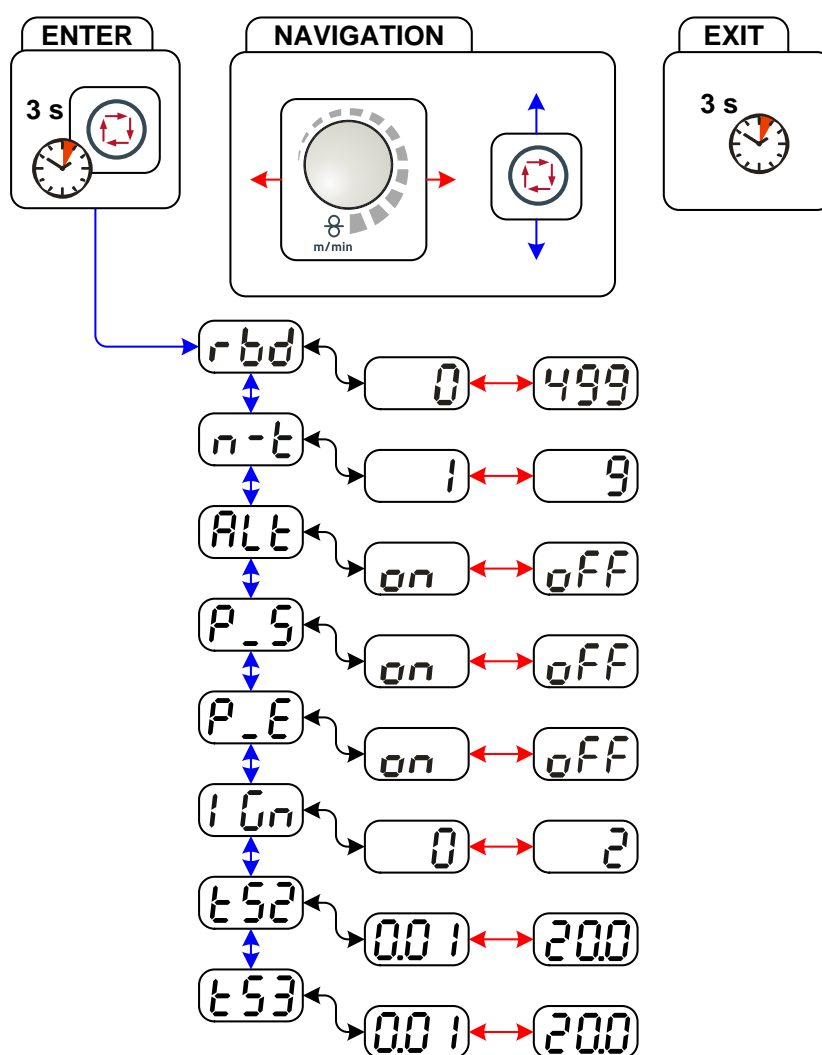 ENTER NAVIGATION EXIT
3 s 3 s
m/min
rbd
0 499
n-t
1 9
ALt
on oFF
P_S
on oFF
P_E
on oFF
IGn
0 2
tS2
0.01 20.0
tS3
0.01 20.0